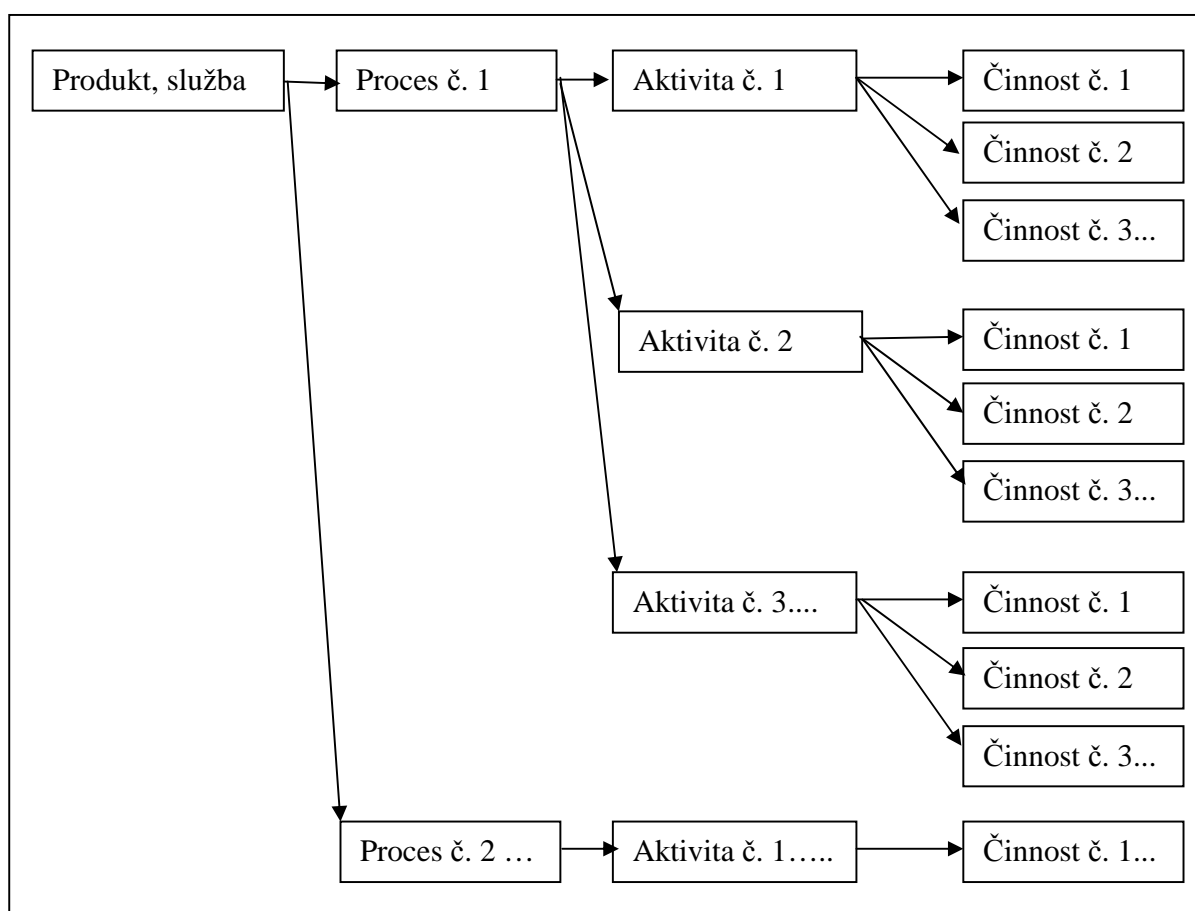 Produkt, služba
Proces č. 1
Aktivita č. 1
Činnost č. 1
Činnost č. 2
Činnost č. 3...
Aktivita č. 2
Činnost č. 1
Činnost č. 2
Činnost č. 3...
Aktivita č. 3....
Činnost č. 1
Činnost č. 2
Činnost č. 3...
Proces č. 2 …
Aktivita č. 1…..
Činnost č. 1...